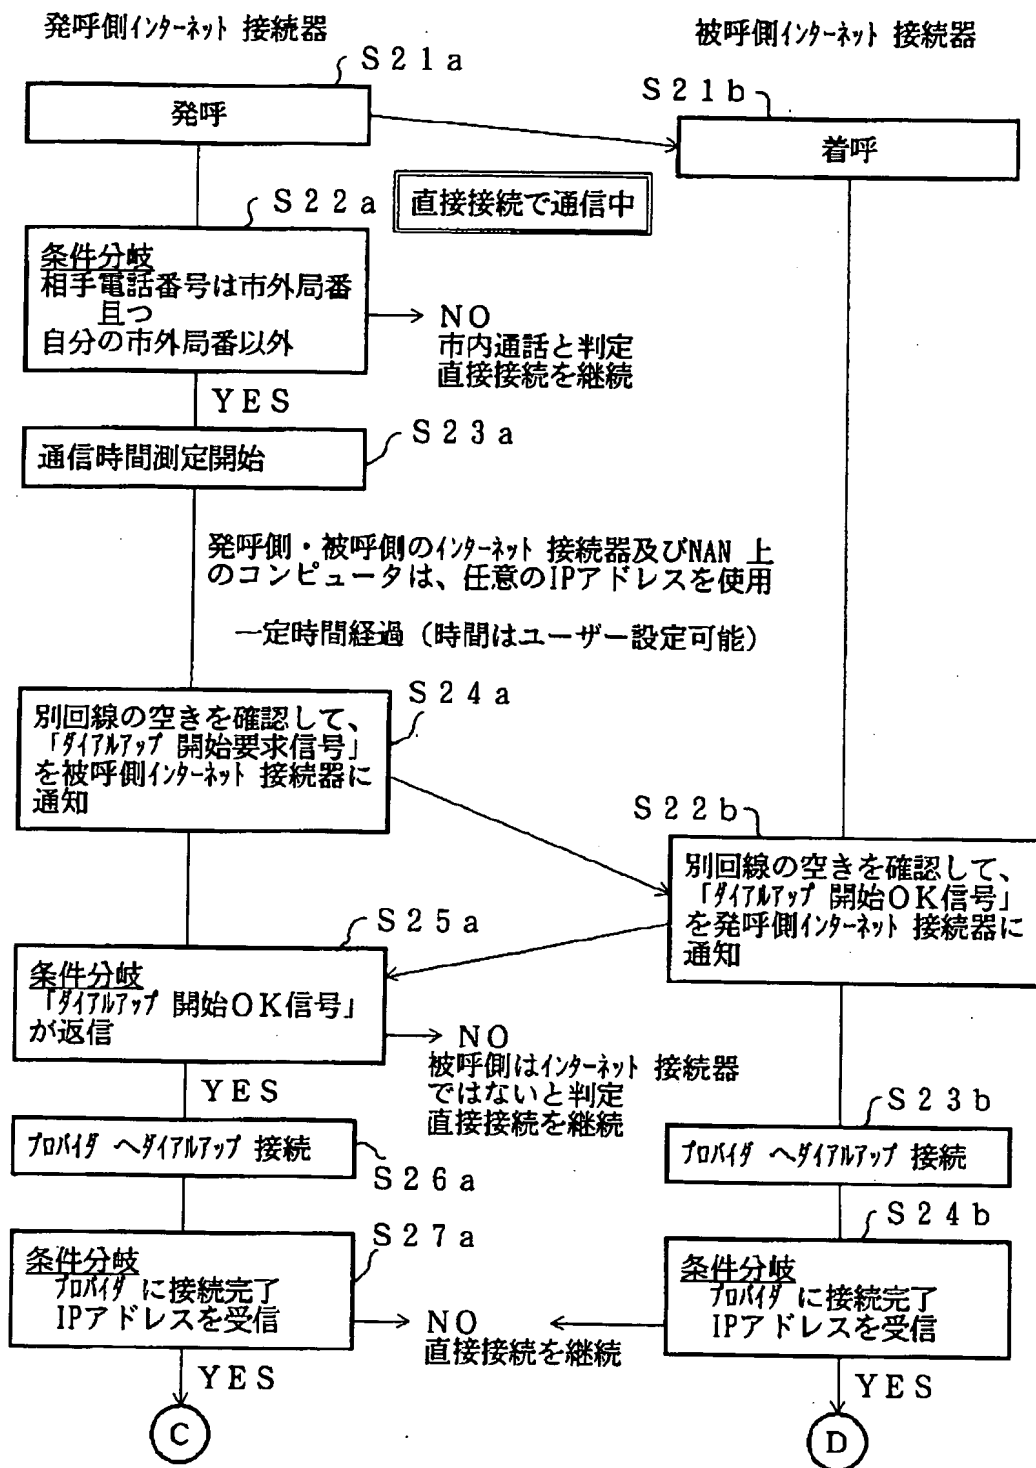 発呼側インターネット 接続器
被呼側インターネット 接続器
S21a
発呼
S21b
着呼
直接接続で通信中
S22a
条件分岐
相手電話番号は市外局番
且つ
自分の市外局番以外
NO
市内通話と判定
直接接続を継続
YES
S23a
通信時間測定開始
発呼側・被呼側のインターネット 接続器及びNAN 上
のコンピュータは、任意のIPアドレスを使用
一定時間経過（時間はユーザー設定可能）
S24a
別回線の空きを確認して、
「ダイアルアップ 開始要求信号」
を被呼側インターネット 接続器に
通知
S22b
別回線の空きを確認して、
「ダイアルアップ 開始OK信号」
を発呼側インターネット 接続器に
通知
S25a
条件分岐
「ダイアルアップ 開始OK信号」
が返信
NO
被呼側はインターネット 接続器
ではないと判定
直接接続を継続
YES
プロバイダ へダイアルアップ 接続
S26a
S23b
プロバイダ へダイアルアップ 接続
S27a
条件分岐
プロバイダ に接続完了
IPアドレスを受信
NO
直接接続を継続
S24b
条件分岐
プロバイダ に接続完了
IPアドレスを受信
YES
YES
C
D